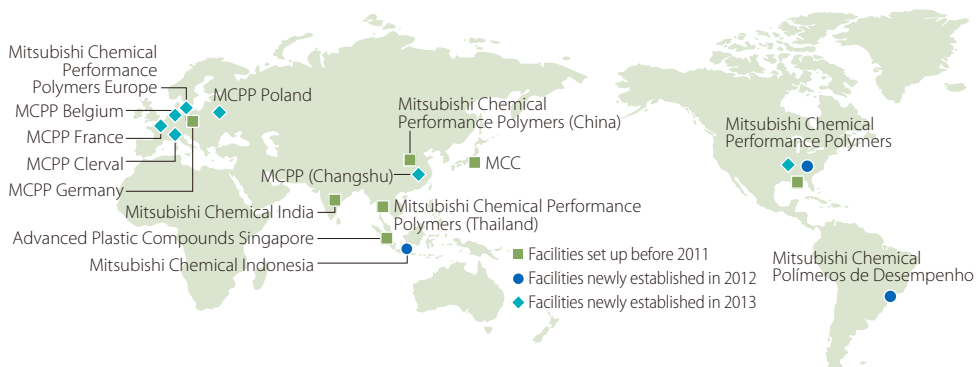 Mitsubishi Chemical
Performance
Polymers Europe
MCPP Belgium
MCPP France
MCPP Clerval
MCPP Germany
MCPP Poland
Mitsubishi Chemical
Performance Polymers (China)
MCC
MCPP (Changshu)
Mitsubishi Chemical India
Mitsubishi Chemical Performance
Polymers (Thailand)
Advanced Plastic Compounds Singapore
Mitsubishi Chemical Indonesia
Mitsubishi Chemical
Performance Polymers
Mitsubishi Chemical
Polímeros de Desempenho
Facilities set up before 2011
Facilities newly established in 2012
Facilities newly established in 2013